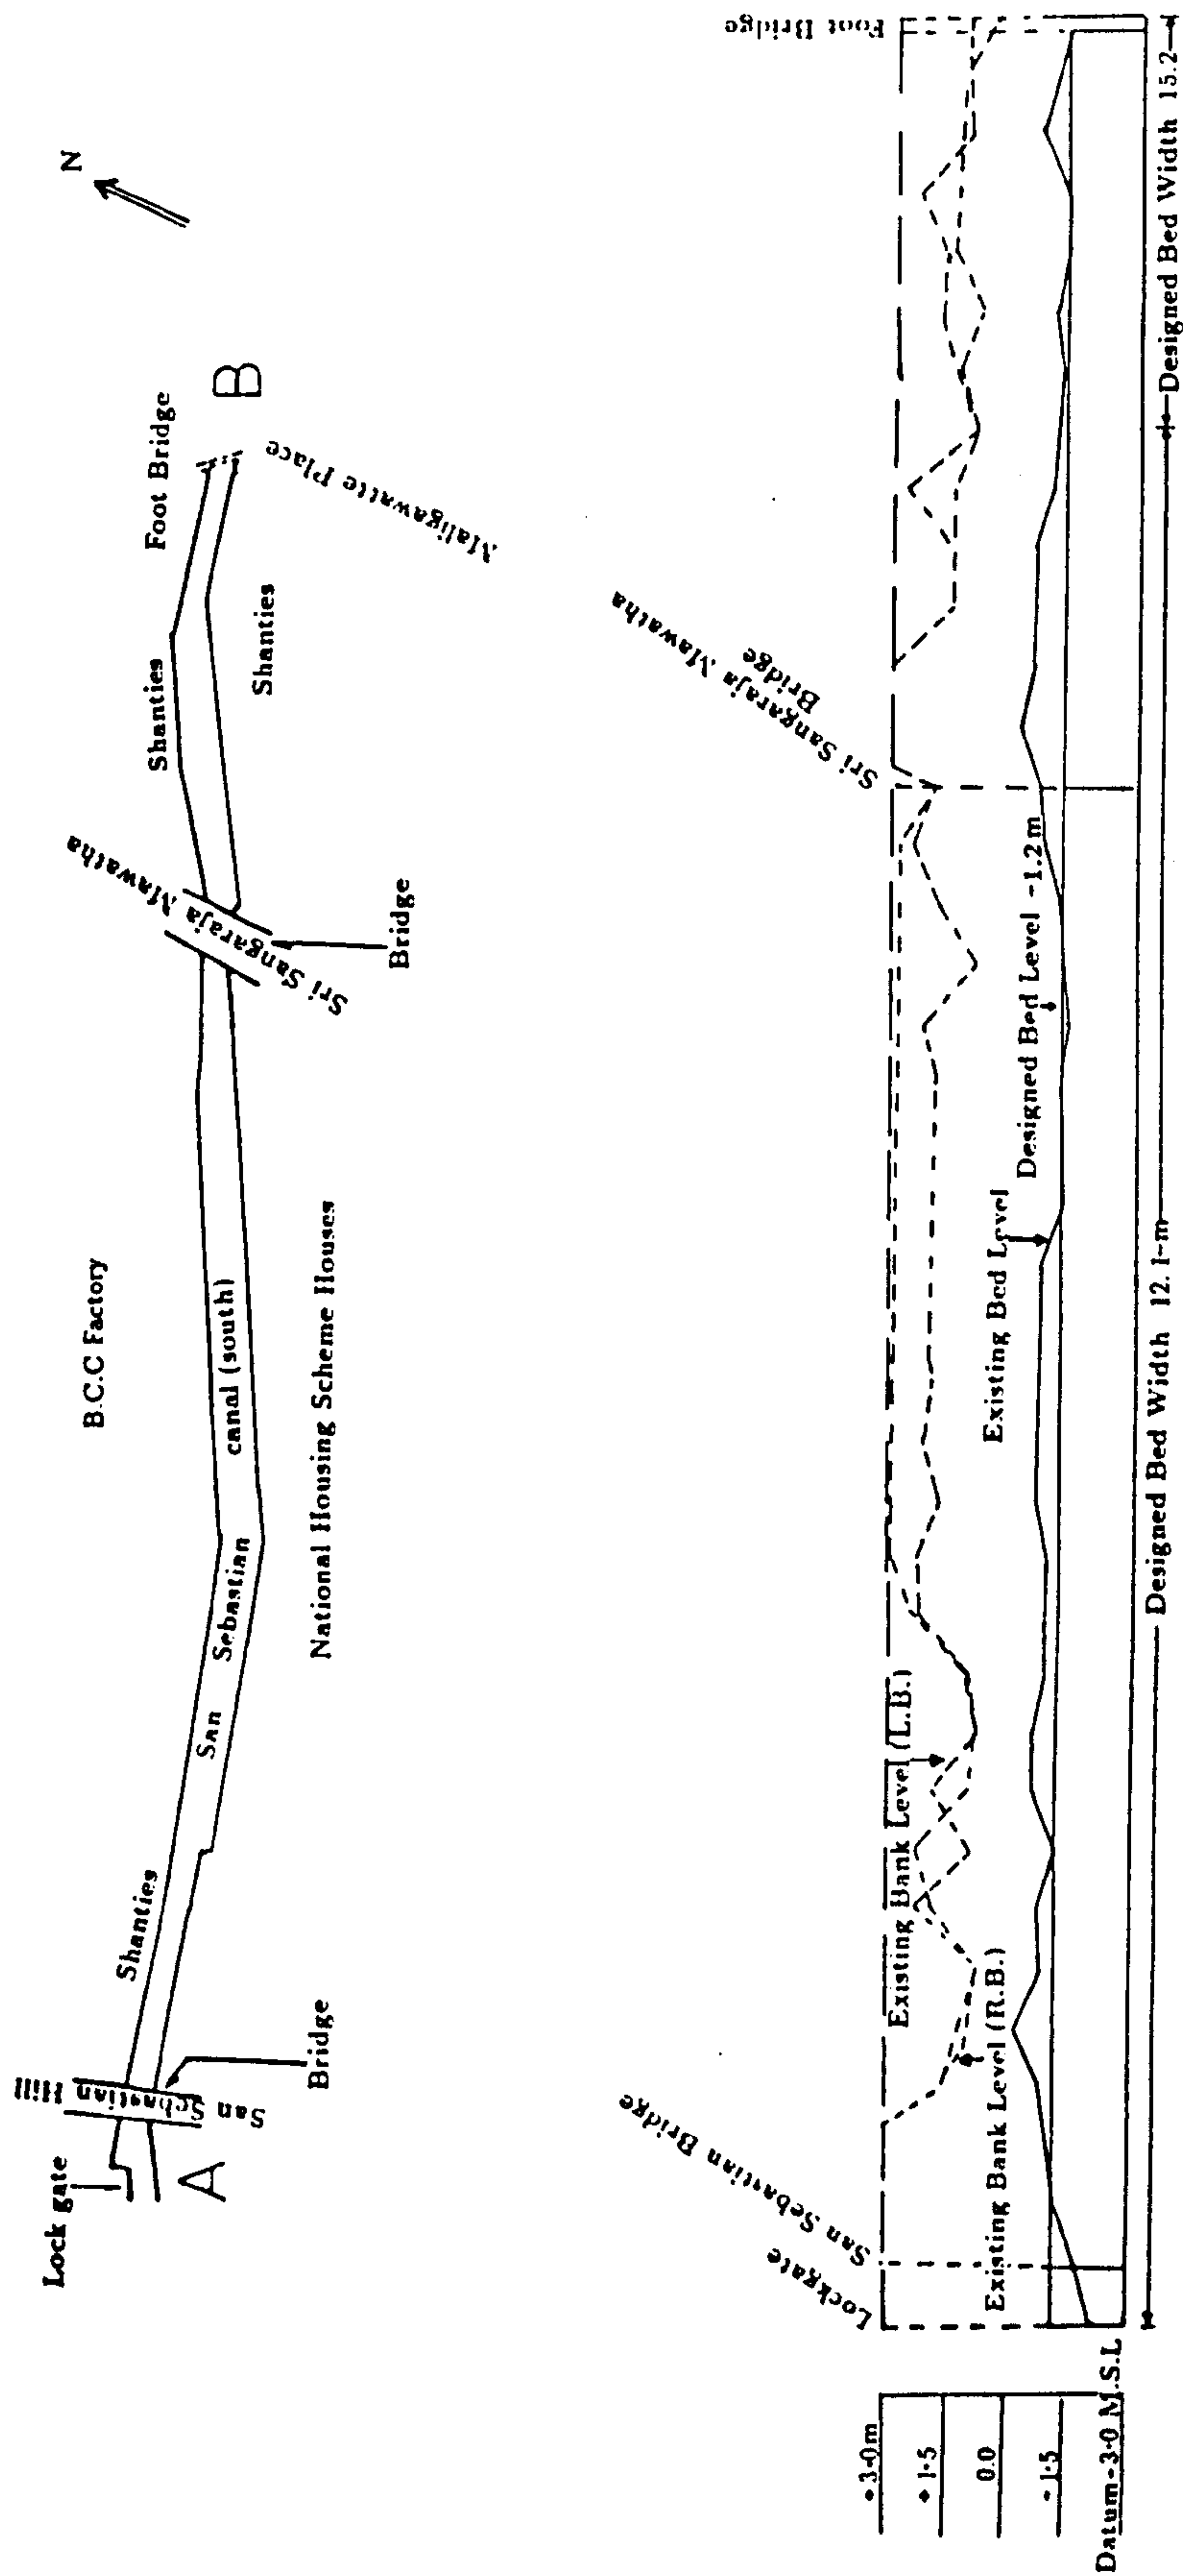 N
Lock gate
San Sebastian Hill
A
Bridge
Shanties
San Sebastian canal (south)
B.C.C Factory
National Housing Scheme Houses
Sri Sangaraja Mawatha
Bridge
Shanties
Shanties
Foot Bridge
B
Maligawatte Place
+3.0m
+1.5
0.0
-1.5
Datum-3.0 M.S.L
Lockgate
San Sebastian Bridge
Existing Bank Level (R.B.)
Existing Bank Level (L.B.)
Existing Bed Level
Designed Bed Level -1.2m
Sri Sangaraja Mawatha
Bridge
Foot Bridge
Designed Bed Width 12.1-m
Designed Bed Width 15.2